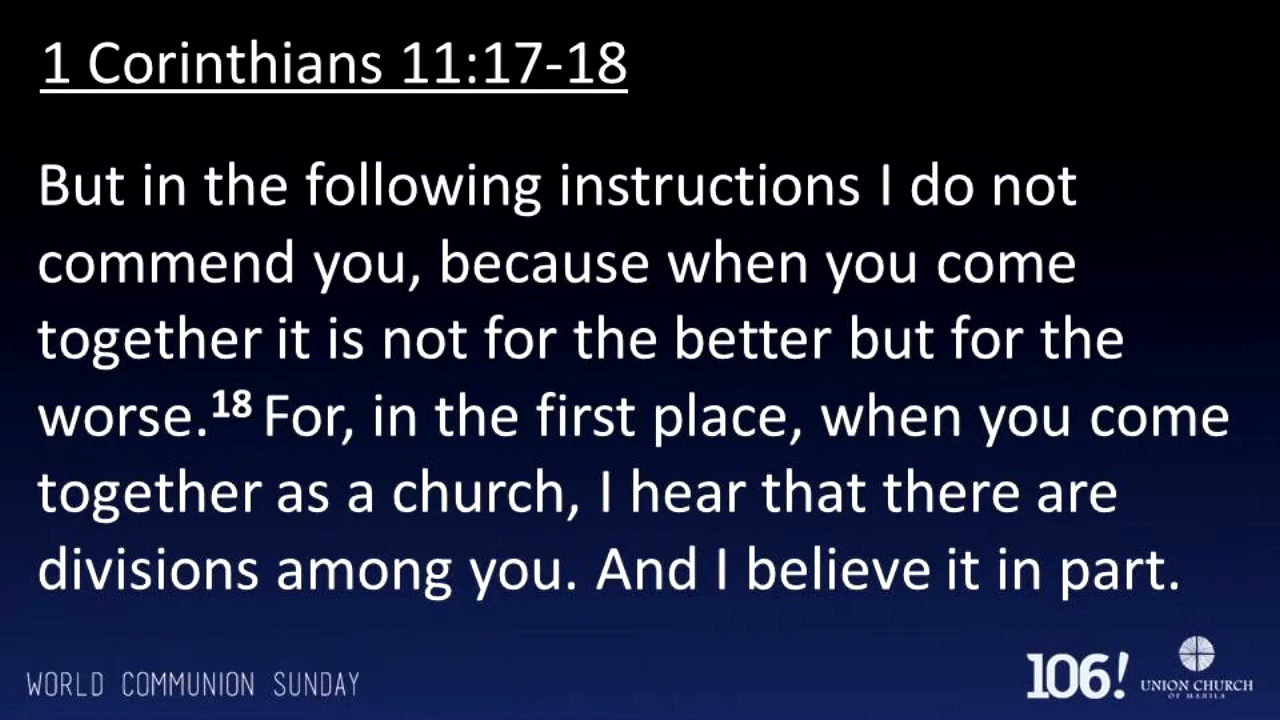 1 Corinthians 11:17-18
But in the following instructions I do not
commend you, because when you come
together it is not for the better but for the
worse.18 For, in the first place, when you come
together as a church, I hear that there are
divisions among you. And I believe it in part.
WORLD COMMUNION SUNDAY
106!
UNION CHURCH
OF MANILA